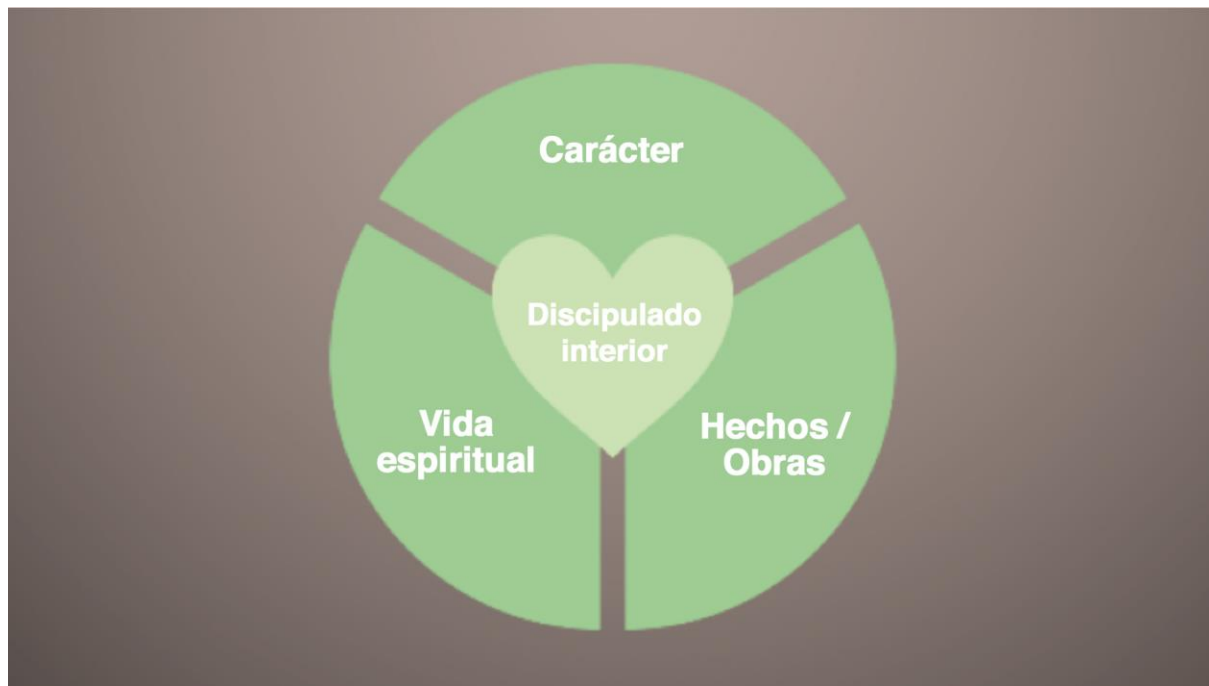 Carácter
Discipulado
interior
Vida
espiritual
Hechos /
Obras